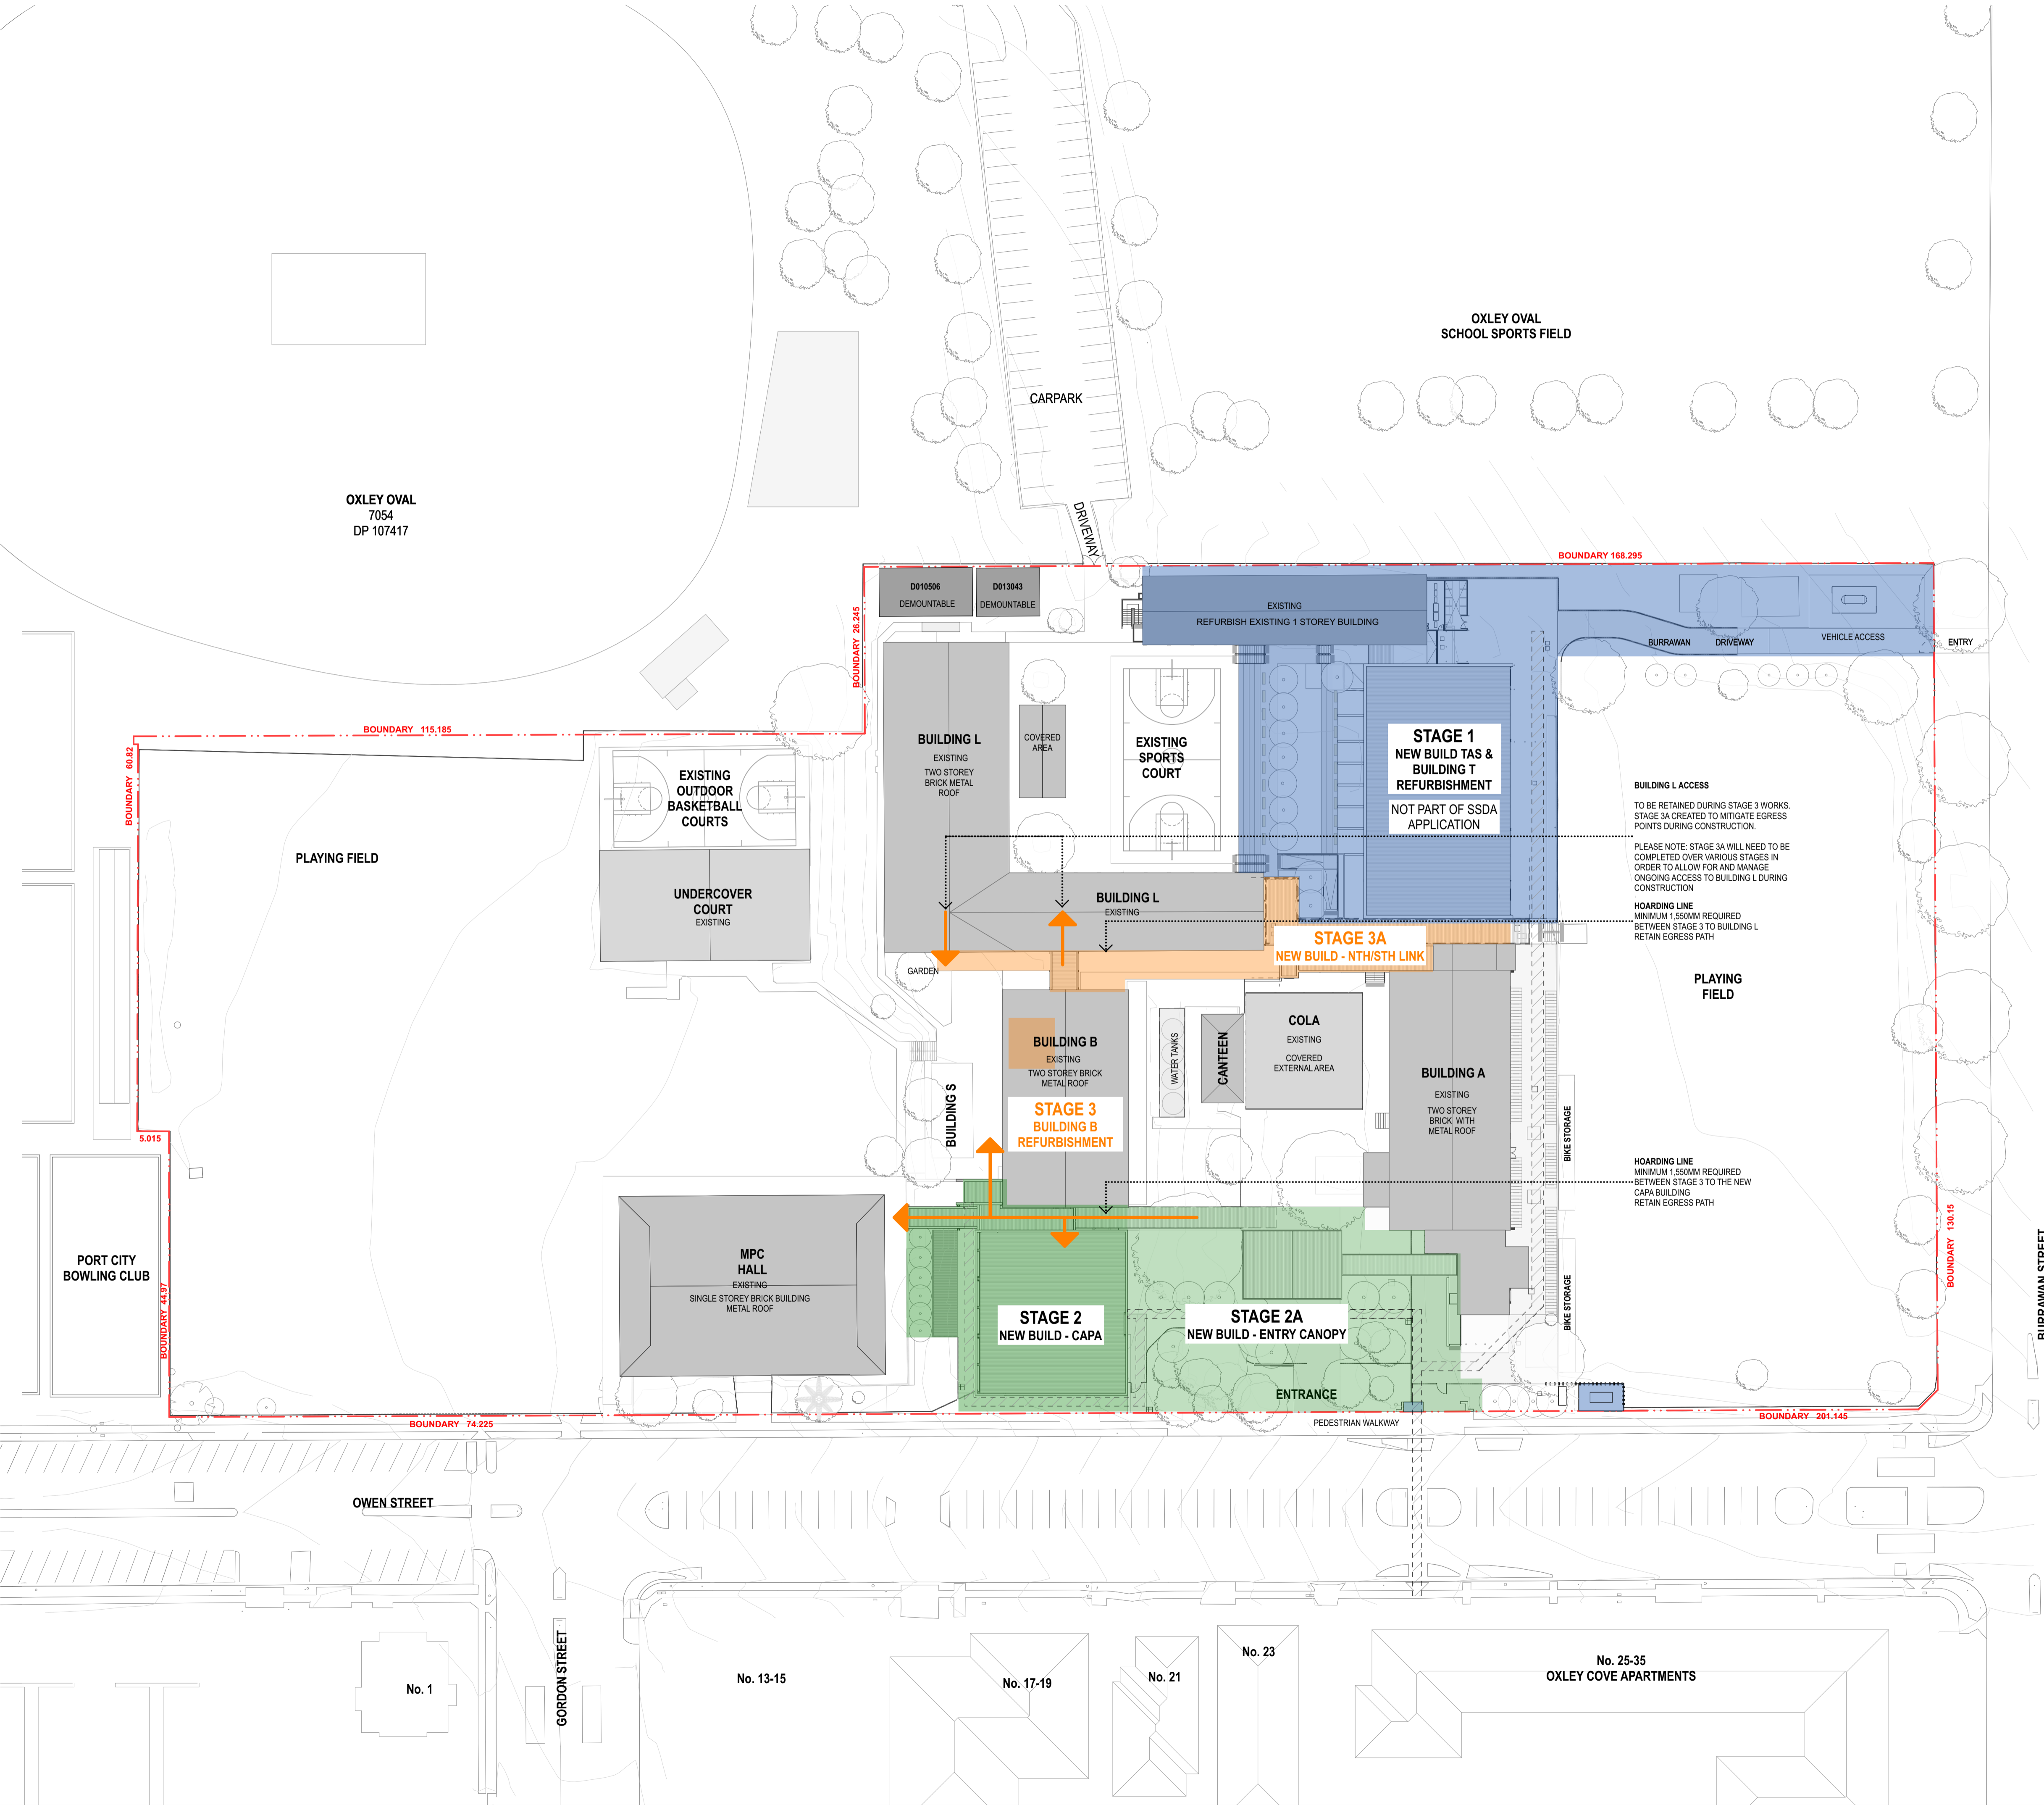 OXLEY OVAL
SCHOOL SPORTS FIELD
CARPARK
OXLEY OVAL
7054
DP 107417
DRIVEWAY
BOUNDARY 168.295
D010506
DEMOUNTABLE
D013043
DEMOUNTABLE
BOUNDARY 26.245
EXISTING
REFURBISH EXISTING 1 STOREY BUILDING
BURRAWAN DRIVEWAY
VEHICLE ACCESS
ENTRY
BOUNDARY 115.185
BOUNDARY 60.82
BUILDING L
EXISTING
TWO STOREY
BRICK METAL
ROOF
COVERED
AREA
EXISTING
SPORTS
COURT
STAGE 1
NEW BUILD TAS &
BUILDING T
REFURBISHMENT
NOT PART OF SSDA
APPLICATION
EXISTING
OUTDOOR
BASKETBALL
COURTS
PLAYING FIELD
UNDERCOVER
COURT
EXISTING
BUILDING L ACCESS
TO BE RETAINED DURING STAGE 3 WORKS.
STAGE 3A CREATED TO MITIGATE EGRESS
POINTS DURING CONSTRUCTION.
PLEASE NOTE: STAGE 3A WILL NEED TO BE
COMPLETED OVER VARIOUS STAGES IN
ORDER TO ALLOW FOR AND MANAGE
ONGOING ACCESS TO BUILDING L DURING
CONSTRUCTION
HOARDING LINE
MINIMUM 1,550MM REQUIRED
BETWEEN STAGE 3 TO BUILDING L
RETAIN EGRESS PATH
BUILDING L
EXISTING
STAGE 3A
NEW BUILD - NTH/STH LINK
GARDEN
PLAYING
FIELD
BUILDING B
EXISTING
TWO STOREY BRICK
METAL ROOF
WATER TANKS
CANTEEN
COLA
EXISTING
COVERED
EXTERNAL AREA
BUILDING A
EXISTING
TWO STOREY
BRICK WITH
METAL ROOF
BUILDING S
STAGE 3
BUILDING B
REFURBISHMENT
BIKE STORAGE
5.015
HOARDING LINE
MINIMUM 1,550MM REQUIRED
BETWEEN STAGE 3 TO THE NEW
CAPA BUILDING
RETAIN EGRESS PATH
BOUNDARY 130.15
BURRAWAN STREET
PORT CITY
BOWLING CLUB
BOUNDARY 44.97
MPC
HALL
EXISTING
SINGLE STOREY BRICK BUILDING
METAL ROOF
STAGE 2
NEW BUILD - CAPA
STAGE 2A
NEW BUILD - ENTRY CANOPY
BIKE STORAGE
ENTRANCE
PEDESTRIAN WALKWAY
BOUNDARY 74.225
BOUNDARY 201.145
OWEN STREET
GORDON STREET
No. 1
No. 13-15
No. 17-19
No. 21
No. 23
No. 25-35
OXLEY COVE APARTMENTS